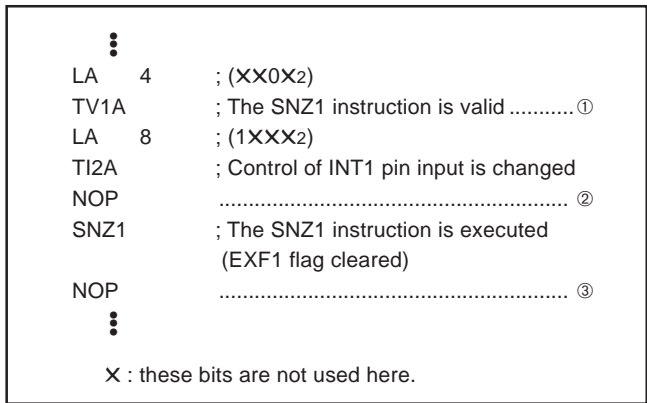 LA 4 ; (XX0X2)
TV1A ; The SNZ1 instruction is valid ........... ①
LA 8 ; (1XXX2)
TI2A ; Control of INT1 pin input is changed
NOP ........................................................... ②
SNZ1 ; The SNZ1 instruction is executed
(EXF1 flag cleared)
NOP ........................................................... ③
X : these bits are not used here.